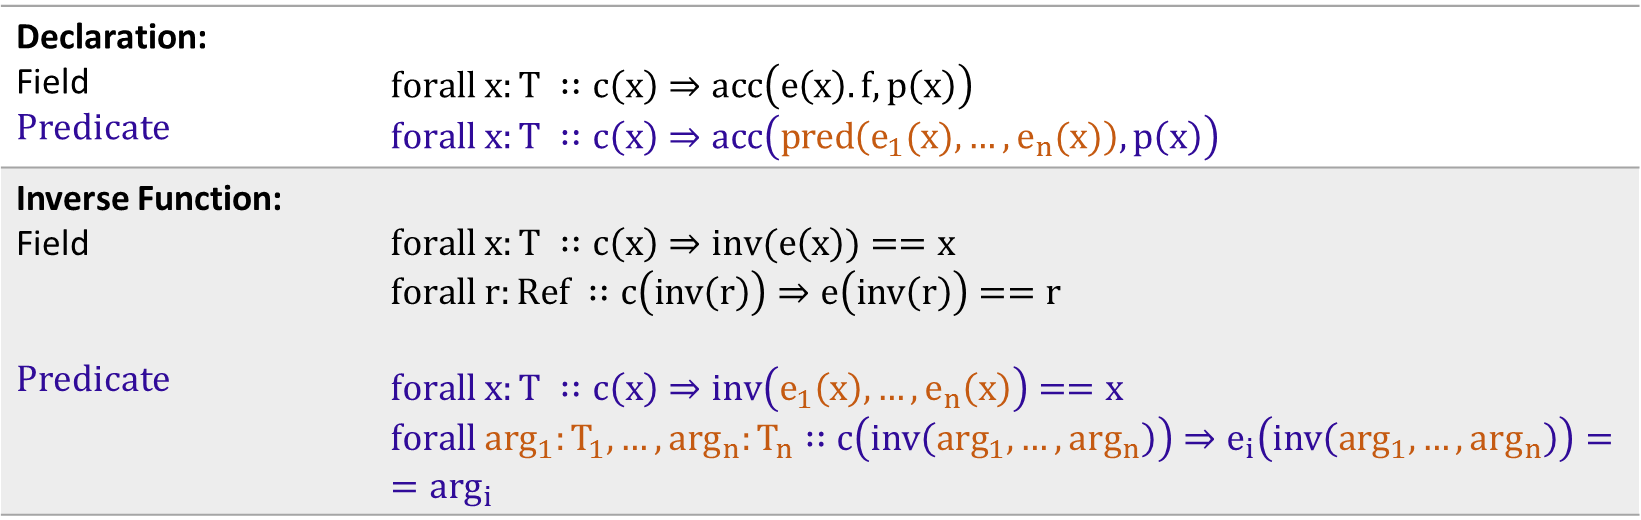 Declaration:
Field forall x: T :: c(x) ⇒ acc(e(x). f, p(x))
Predicate forall x: T :: c(x) ⇒ acc(pred(e₁(x), … , eₙ(x)), p(x))
Inverse Function:
Field forall x: T :: c(x) ⇒ inv(e(x)) == x
forall r: Ref :: c(inv(r)) ⇒ e(inv(r)) == r
Predicate forall x: T :: c(x) ⇒ inv(e₁(x), … , eₙ(x)) == x
forall arg₁: T₁, … , argₙ: Tₙ :: c(inv(arg₁, … , argₙ)) ⇒ eᵢ(inv(arg₁, … , argₙ)) =
= argᵢ